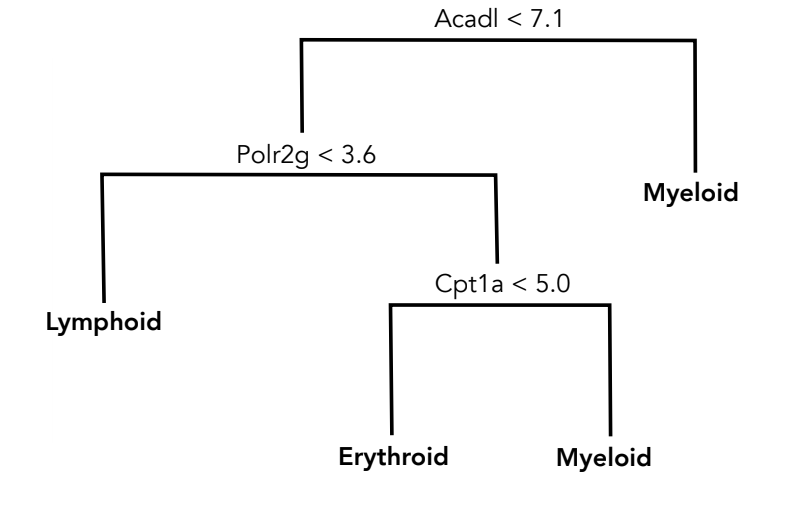 Acadl < 7.1
Polr2g < 3.6
Myeloid
Cpt1a < 5.0
Lymphoid
Erythroid
Myeloid